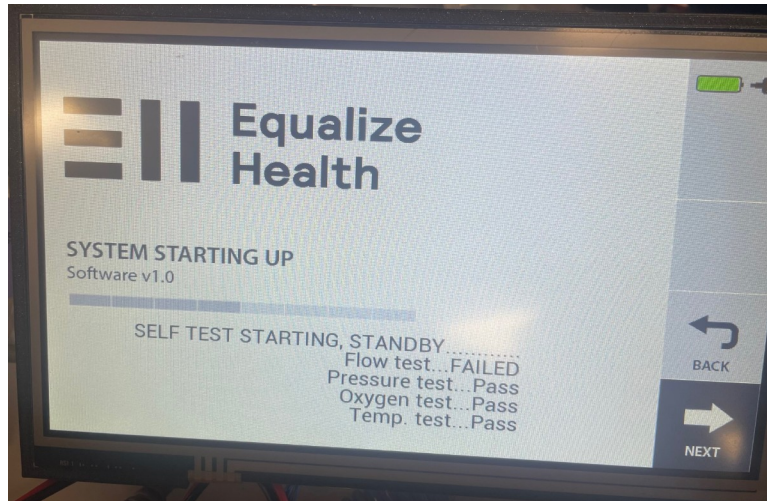 Equalize
Health
SYSTEM STARTING UP
Software v1.0
SELF TEST STARTING, STANDBY............
Flow test...FAILED
Pressure test...Pass
Oxygen test...Pass
Temp. test...Pass
BACK
NEXT